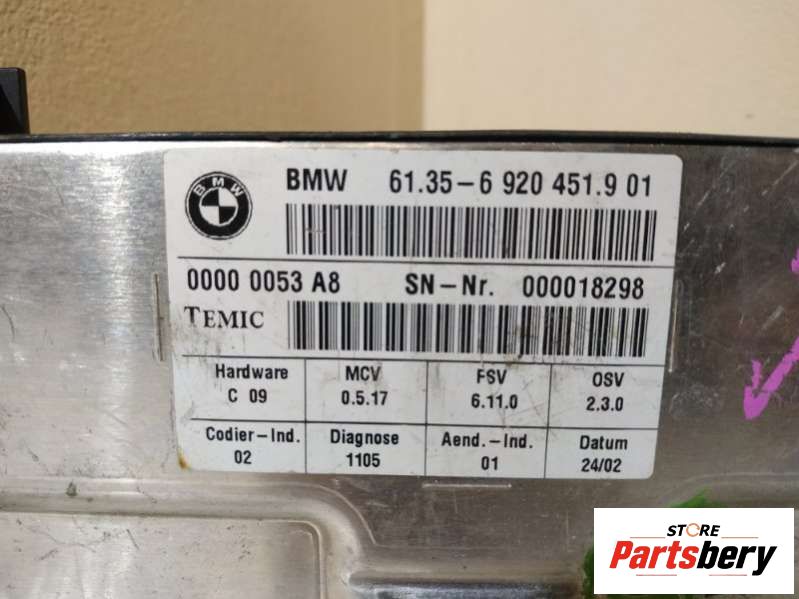 BMW 61.35-6 920 451.9 01
BMW
0000 0053 A8 SN-Nr. 000018298
TEMIC
Hardware MCV FSV OSV
C 09 0.5.17 6.11.0 2.3.0
Codier-Ind. Diagnose Aend.-Ind. Datum
02 1105 01 24/02
STORE
Partsbery